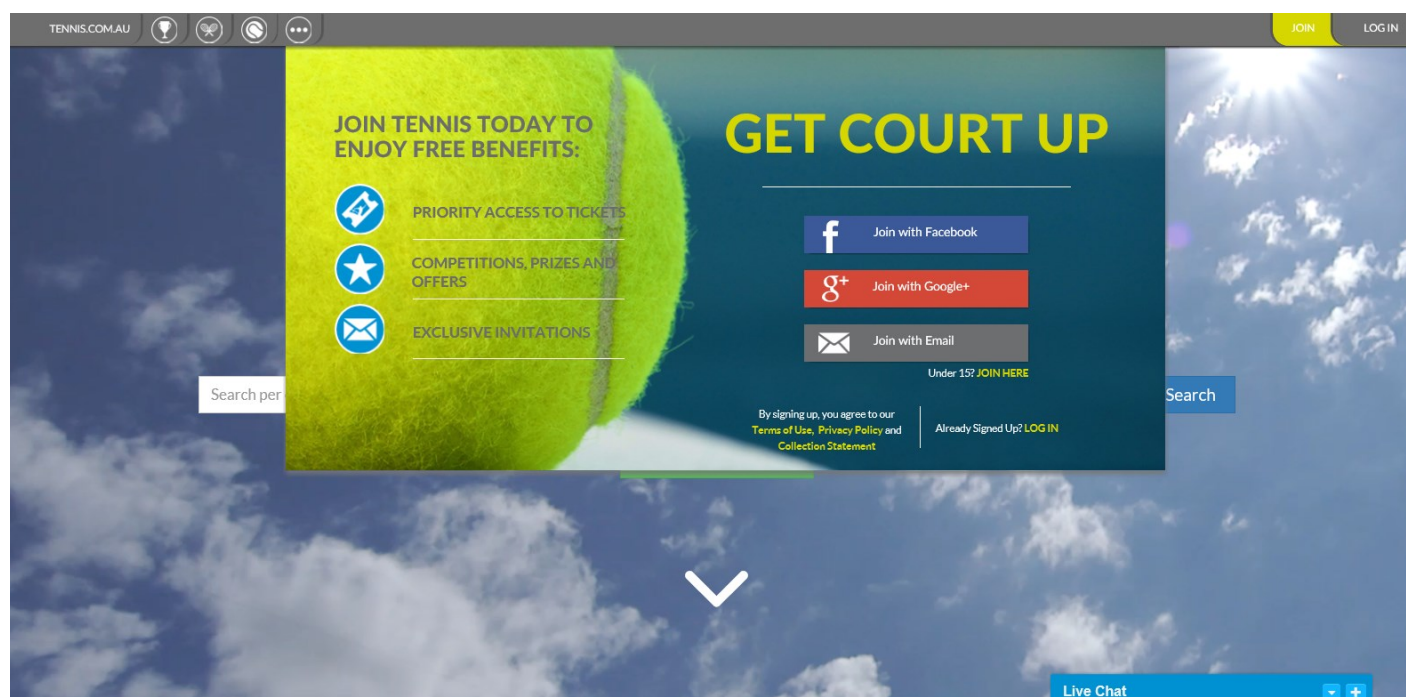 TENNIS.COM.AU
JOIN
LOG IN
JOIN TENNIS TODAY TO
ENJOY FREE BENEFITS:
PRIORITY ACCESS TO TICKETS
COMPETITIONS, PRIZES AND
OFFERS
EXCLUSIVE INVITATIONS
GET COURT UP
f Join with Facebook
g+ Join with Google+
Join with Email
Under 15? JOIN HERE
By signing up, you agree to our
Terms of Use, Privacy Policy and
Collection Statement
Already Signed Up? LOG IN
Search per
Search
Live Chat